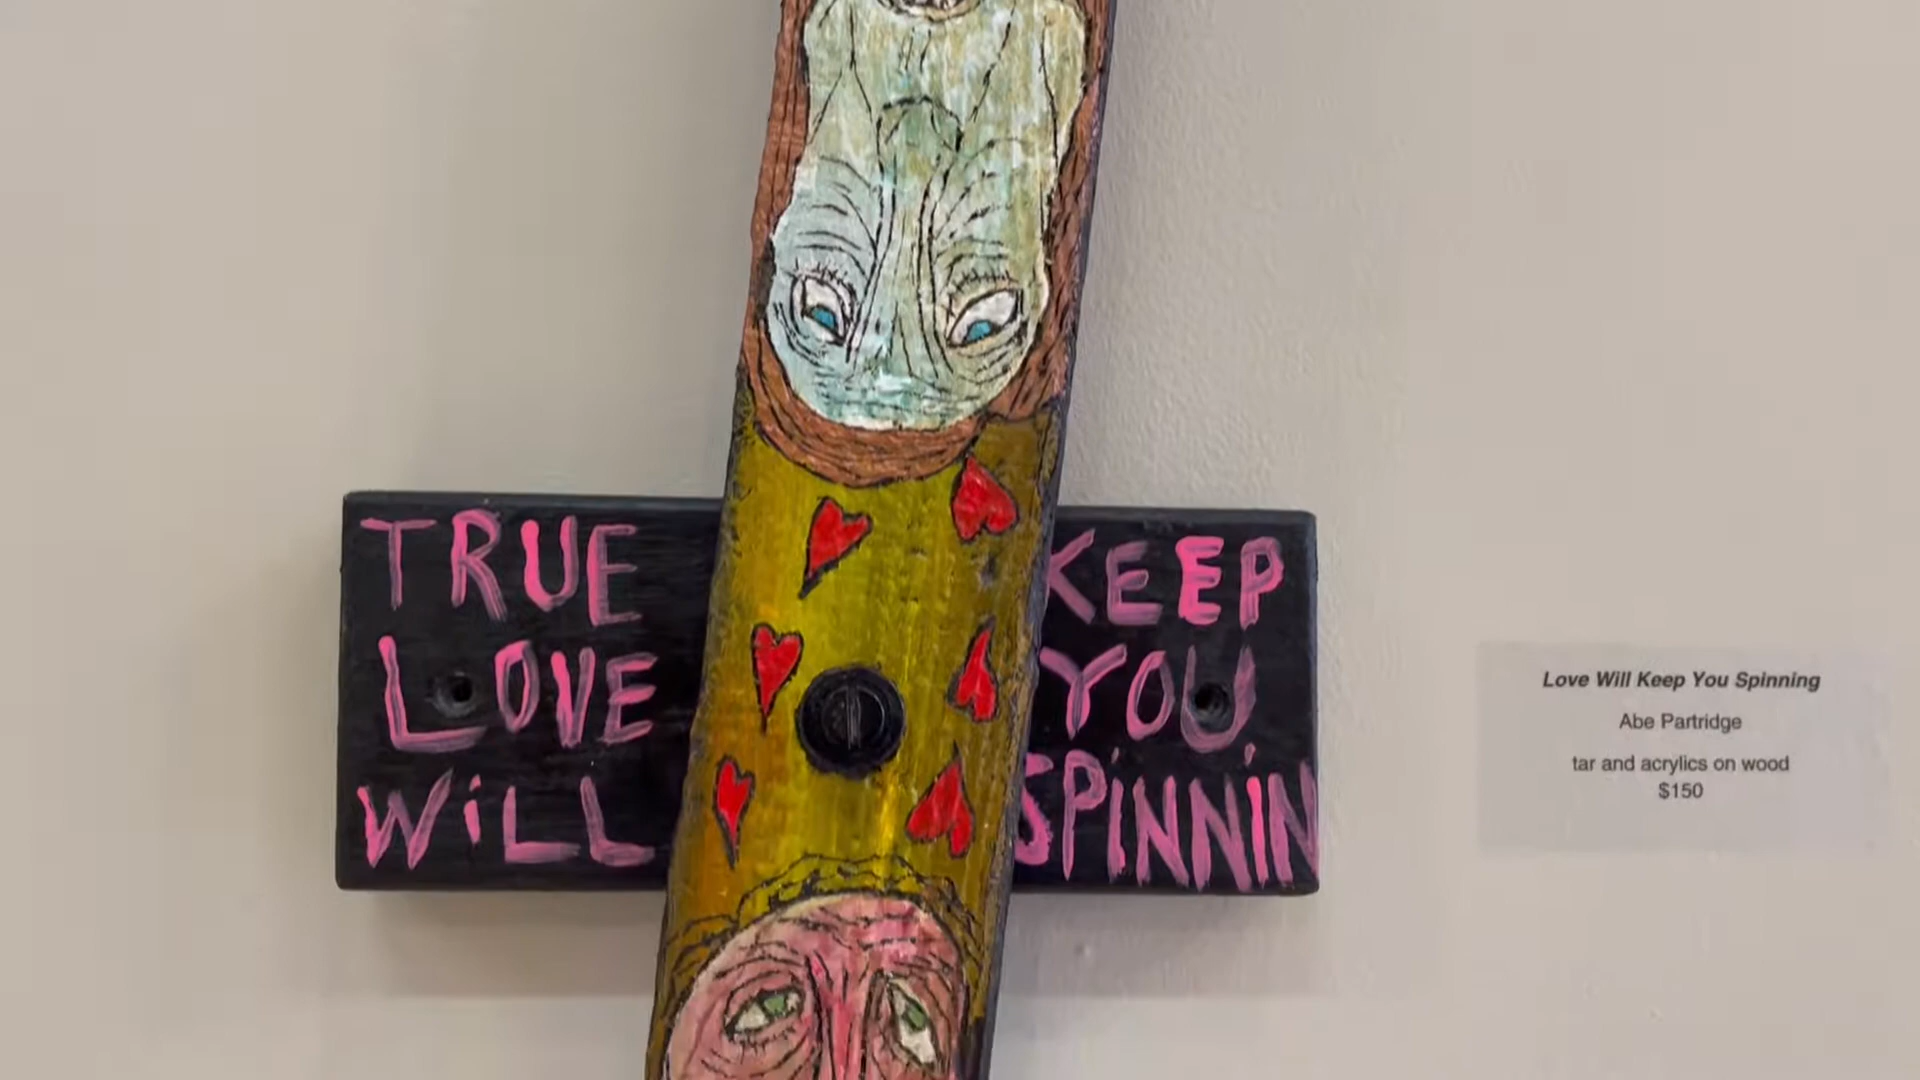 TRUE
LOVE
WiLL
KEEP
YOU
SPiNNiN
Love Will Keep You Spinning
Abe Partridge
tar and acrylics on wood
$150